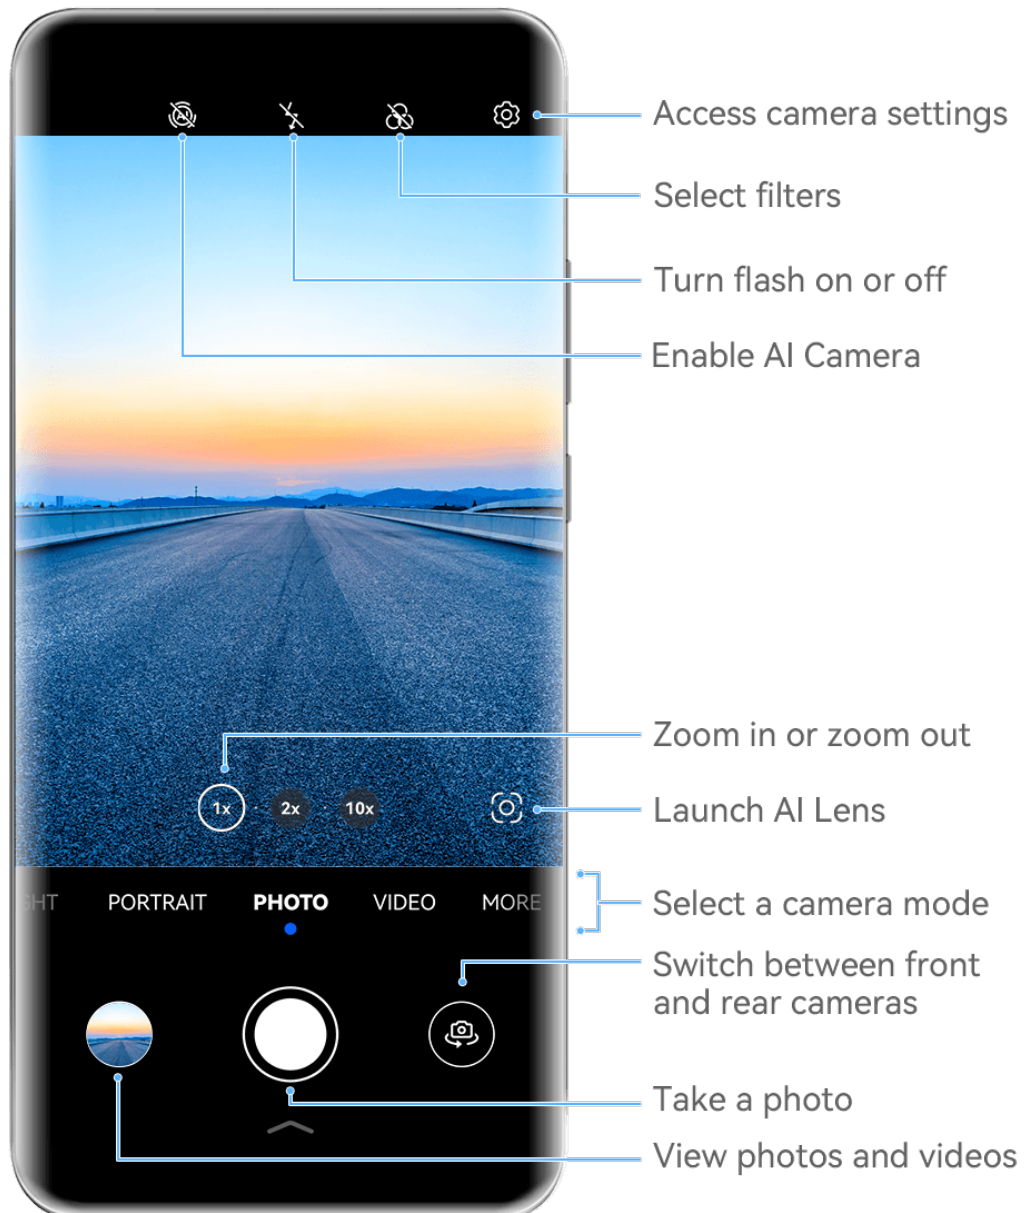 AI
Access camera settings
Select filters
Turn flash on or off
Enable AI Camera
Zoom in or zoom out
1x 2x 10x
Launch AI Lens
GHT PORTRAIT PHOTO VIDEO MORE
Select a camera mode
Switch between front
and rear cameras
Take a photo
View photos and videos